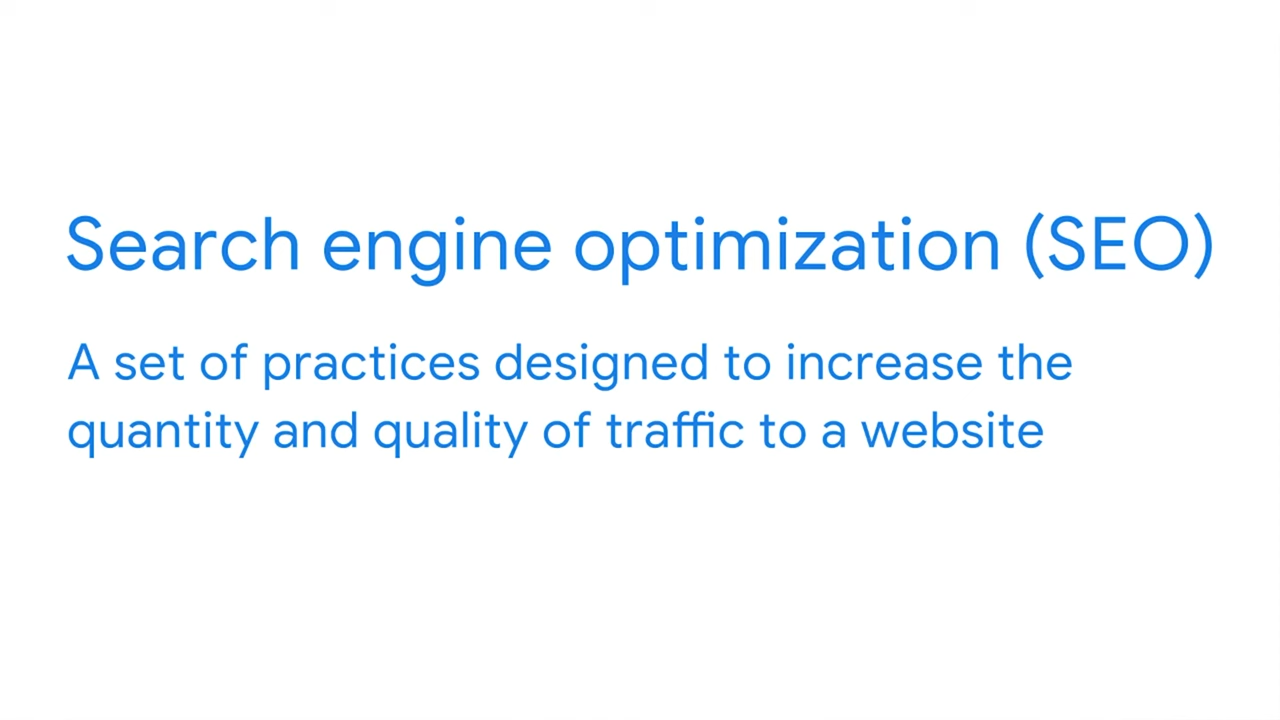 Search engine optimization (SEO)
A set of practices designed to increase the
quantity and quality of traffic to a website